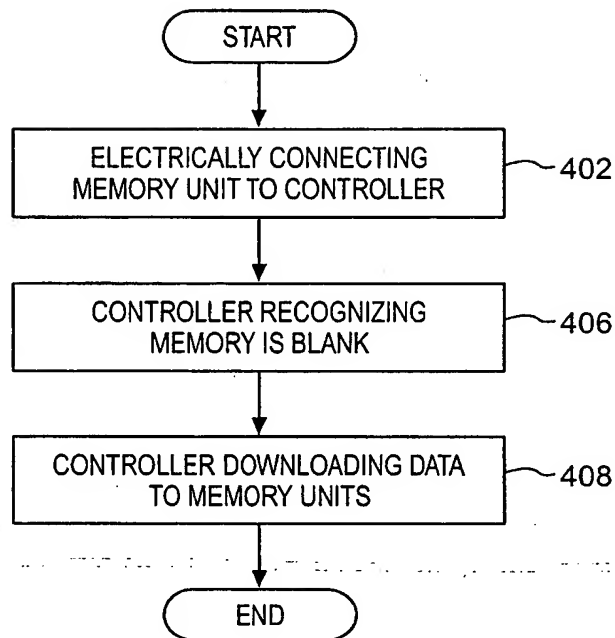 START
ELECTRICALLY CONNECTING
MEMORY UNIT TO CONTROLLER
402
CONTROLLER RECOGNIZING
MEMORY IS BLANK
406
CONTROLLER DOWNLOADING DATA
TO MEMORY UNITS
408
END